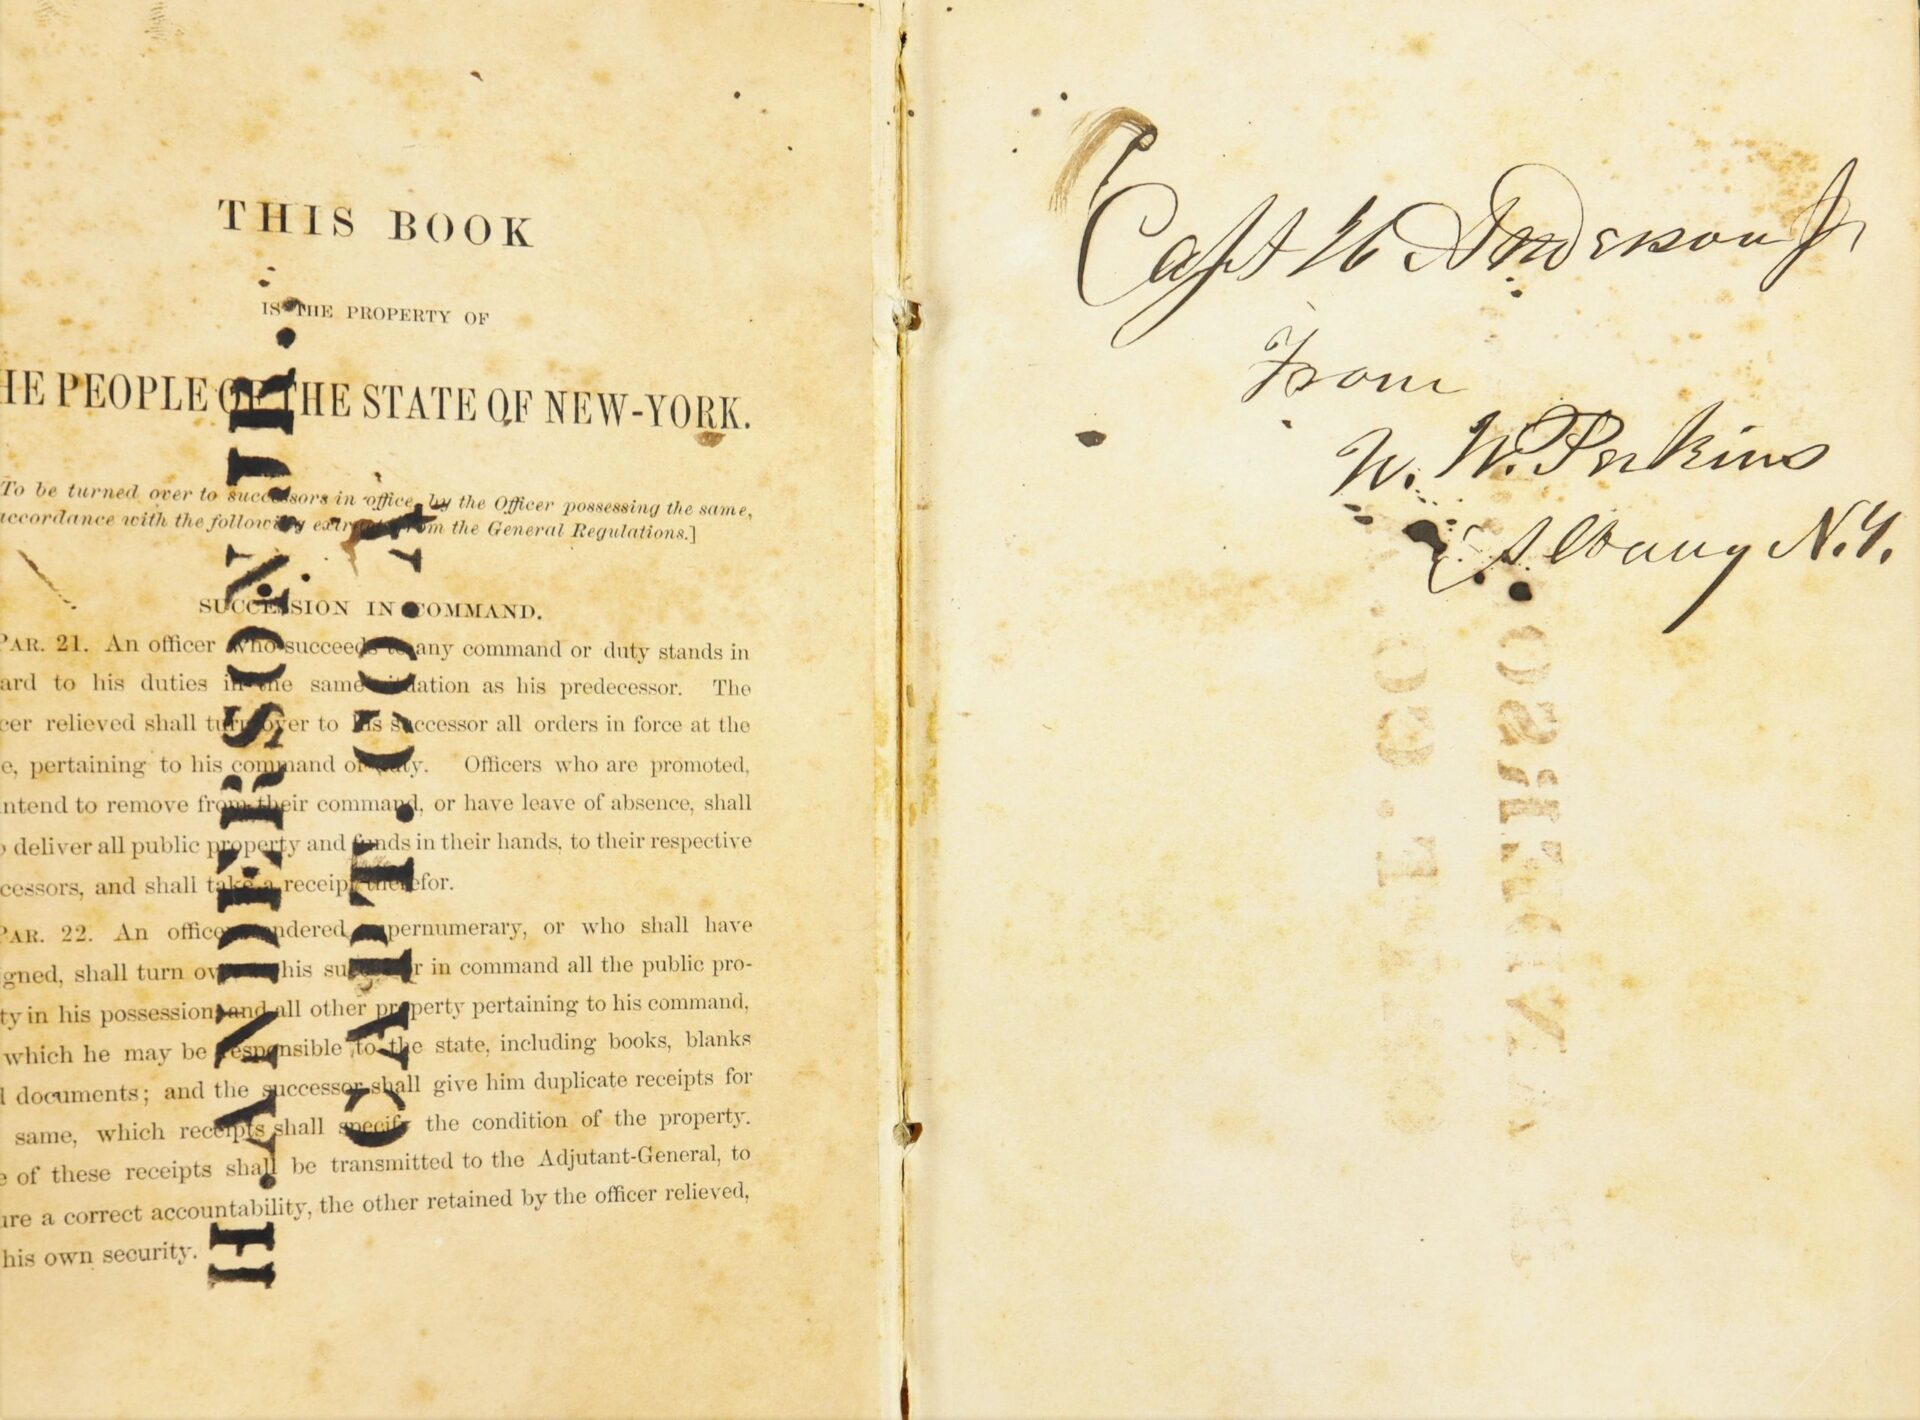 THIS BOOK
IS THE PROPERTY OF
HE PEOPLE OF THE STATE OF NEW-YORK.
To be turned over to successors in office, by the Officer possessing the same,
accordance with the following extracts from the General Regulations.]
SUCCESSION IN COMMAND.
PAR. 21. An officer who succeeds to any command or duty stands in
ard to his duties in the same situation as his predecessor. The
cer relieved shall turn over to his successor all orders in force at the
e, pertaining to his command or duty. Officers who are promoted,
intend to remove from their command, or have leave of absence, shall
o deliver all public property and funds in their hands, to their respective
cessors, and shall take a receipt therefor.
PAR. 22. An officer rendered supernumerary, or who shall have
igned, shall turn over to his successor in command all the public pro-
ty in his possession, and all other property pertaining to his command,
which he may be responsible to the state, including books, blanks
d documents; and the successor shall give him duplicate receipts for
same, which receipts shall specify the condition of the property.
e of these receipts shall be transmitted to the Adjutant-General, to
ure a correct accountability, the other retained by the officer relieved,
his own security.
H. ANDERSON. JR.
CAPT. CO. A
Capt H Anderson Jr
From
W. W. Perkins
Albany N.Y.